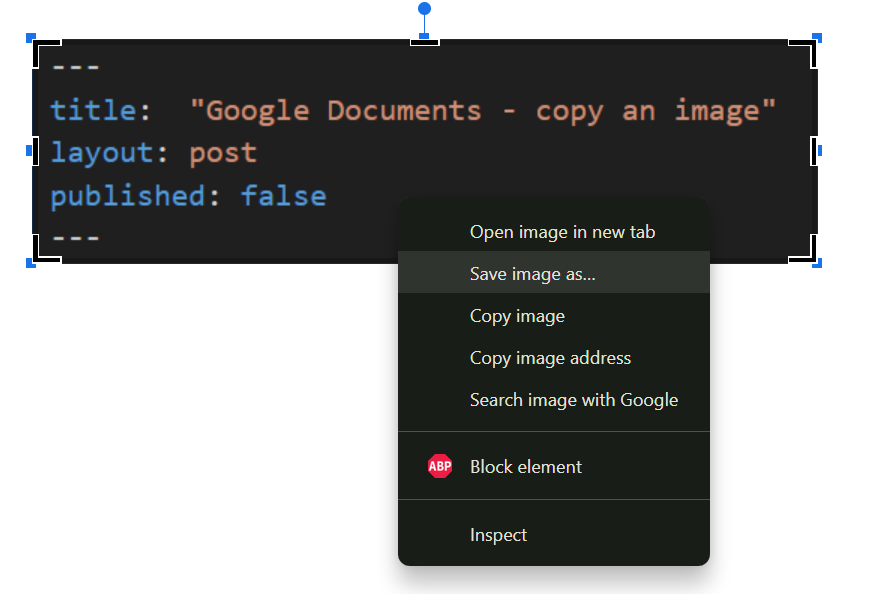 ---
title:  "Google Documents - copy an image"
layout: post
published: false
---
Open image in new tab
Save image as...
Copy image
Copy image address
Search image with Google
ABP Block element
Inspect